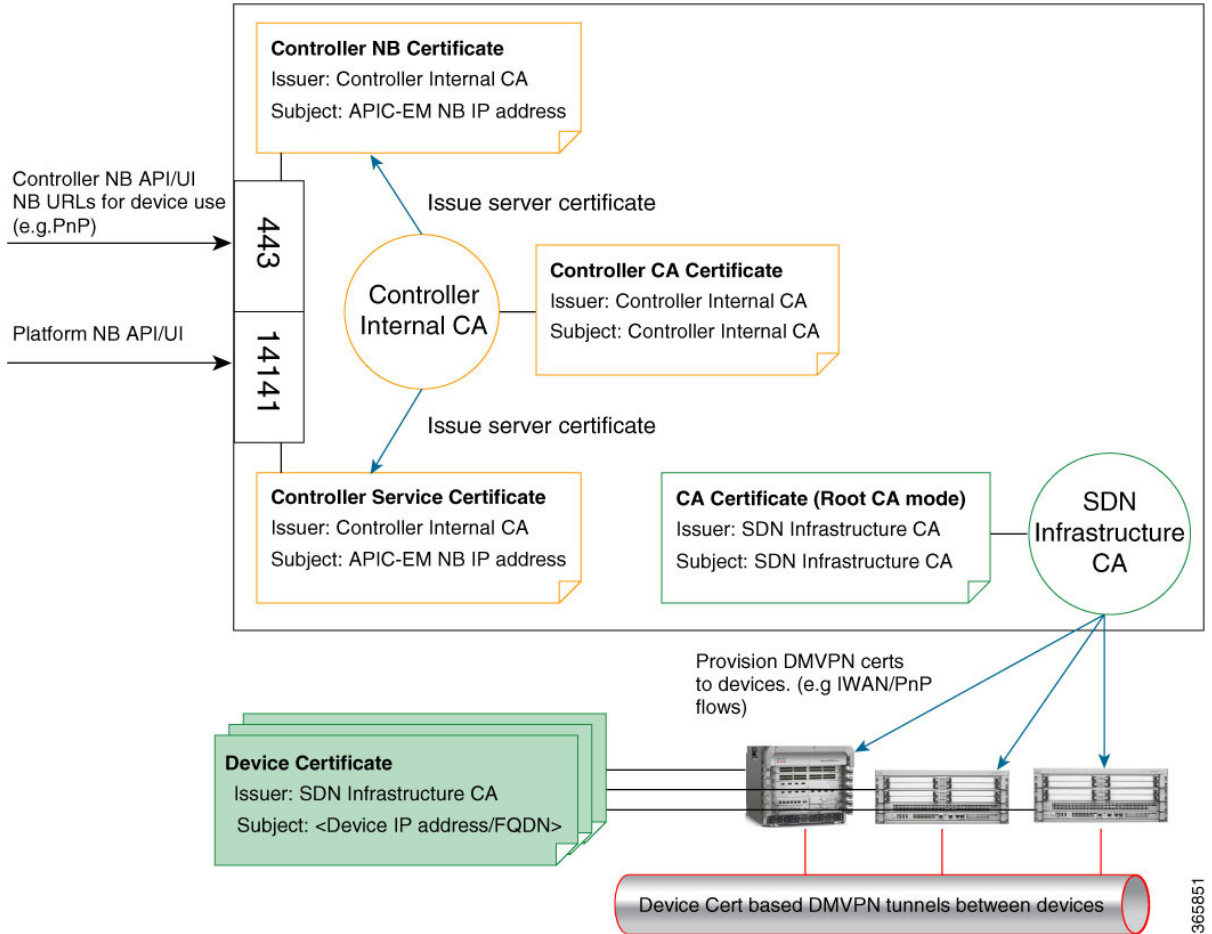 Controller NB Certificate
Issuer: Controller Internal CA
Subject: APIC-EM NB IP address
Controller NB API/UI
NB URLs for device use
(e.g.PnP)
443
Issue server certificate
Controller
Internal CA
Controller CA Certificate
Issuer: Controller Internal CA
Subject: Controller Internal CA
Platform NB API/UI
14141
Issue server certificate
Controller Service Certificate
Issuer: Controller Internal CA
Subject: APIC-EM NB IP address
CA Certificate (Root CA mode)
Issuer: SDN Infrastructure CA
Subject: SDN Infrastructure CA
SDN
Infrastructure
CA
Provision DMVPN certs
to devices. (e.g IWAN/PnP
flows)
Device Certificate
Issuer: SDN Infrastructure CA
Subject: <Device IP address/FQDN>
Device Cert based DMVPN tunnels between devices
365851